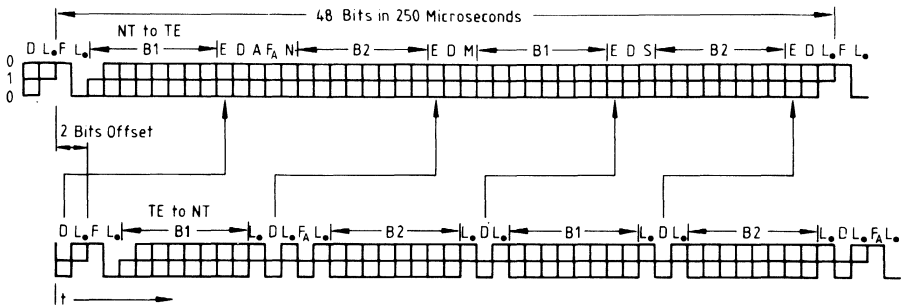 48 Bits in 250 Microseconds
NT to TE
D L. F L. B1 E D A FA N B2 E D M B1 E D S B2 E D L. F L.
0
1
0
2 Bits Offset
TE to NT
D L. F L. B1 L. D L. FA L. B2 L. D L. B1 L. D L. B2 L. D L. FA L.
t